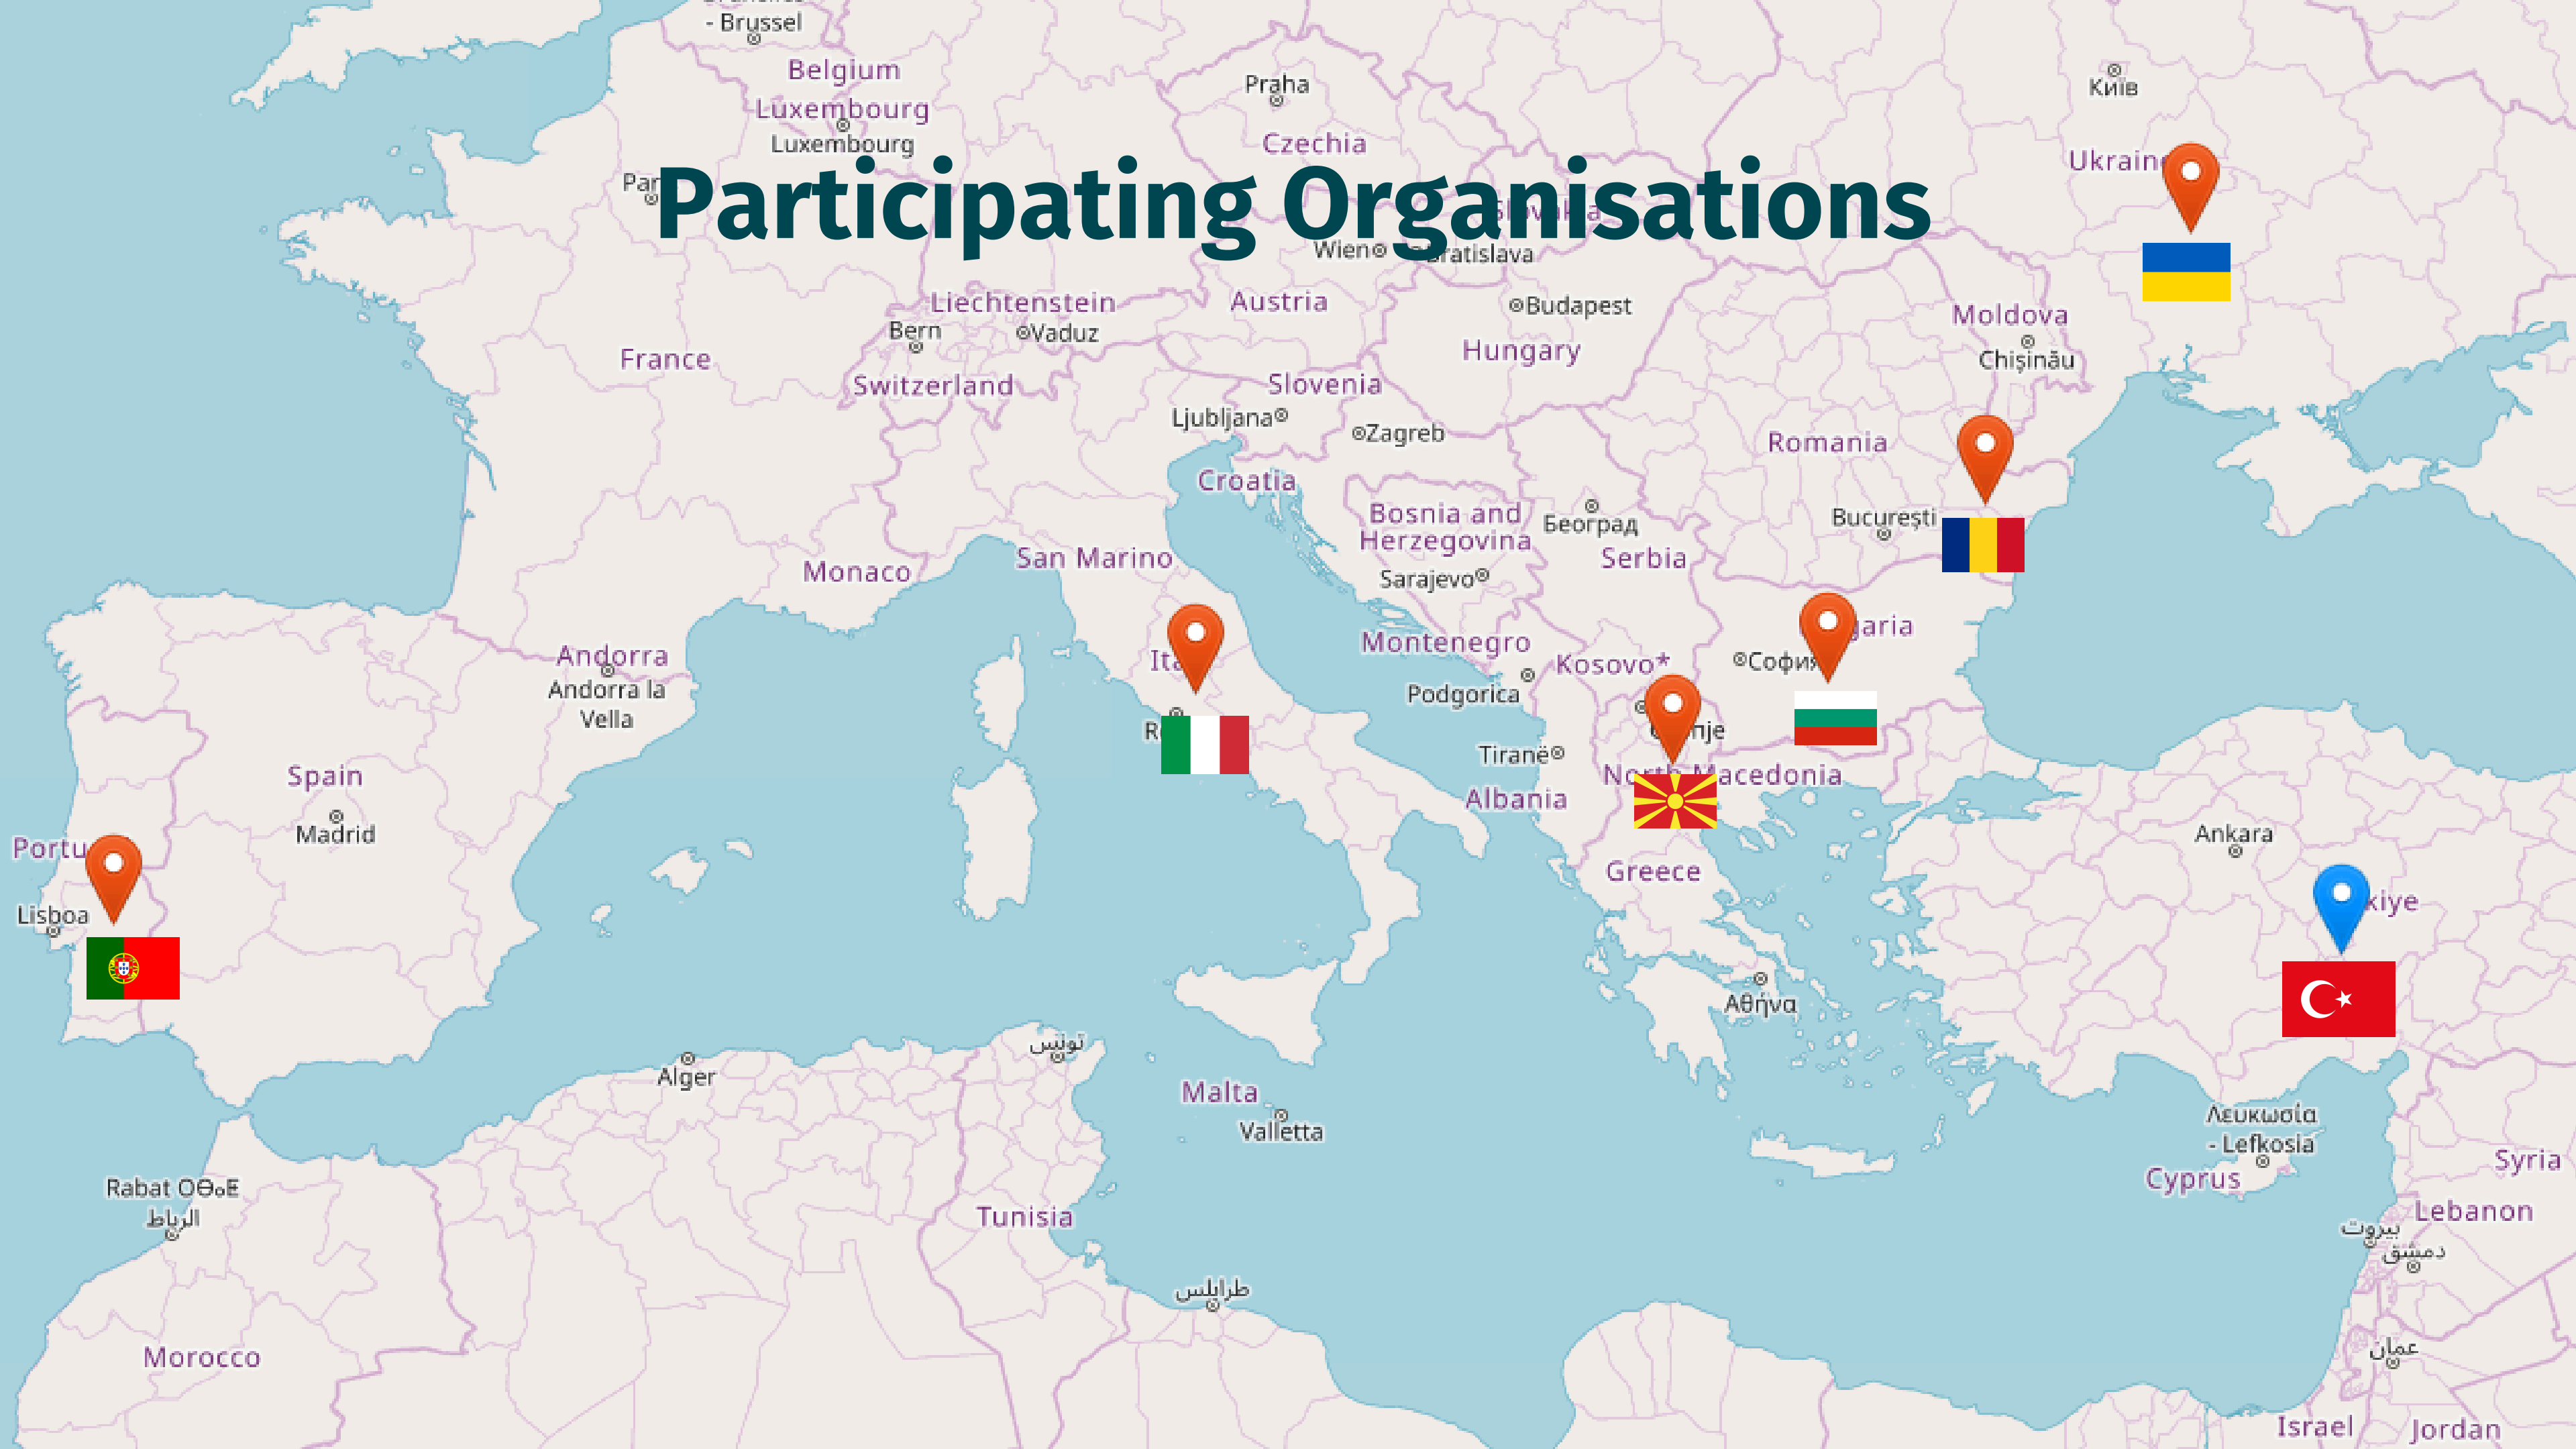 - Brussel
Belgium
Luxembourg
Luxembourg
Praha
Czechia
Київ
Participating Organisations
Wien
Liechtenstein
Austria
Budapest
Moldova
Bern
Vaduz
Hungary
Chișinău
France
Switzerland
Slovenia
Ljubljana
Zagreb
Romania
Croatia
Bosnia and
Herzegovina
Београд
București
San Marino
Serbia
Monaco
Sarajevo
Montenegro
Kosovo*
София
Andorra
Andorra la
Vella
Podgorica
Spain
Tiranë
North Macedonia
Albania
Madrid
Ankara
Greece
Lisboa
Αθήνα
تونس
Alger
Malta
Valletta
Λευκωσία
- Lefkosia
Cyprus
Syria
Rabat ⵔⴱⴰⵟ
الرباط
Tunisia
Lebanon
بيروت
دمشق
طرابلس
Morocco
عمان
Israel
Jordan